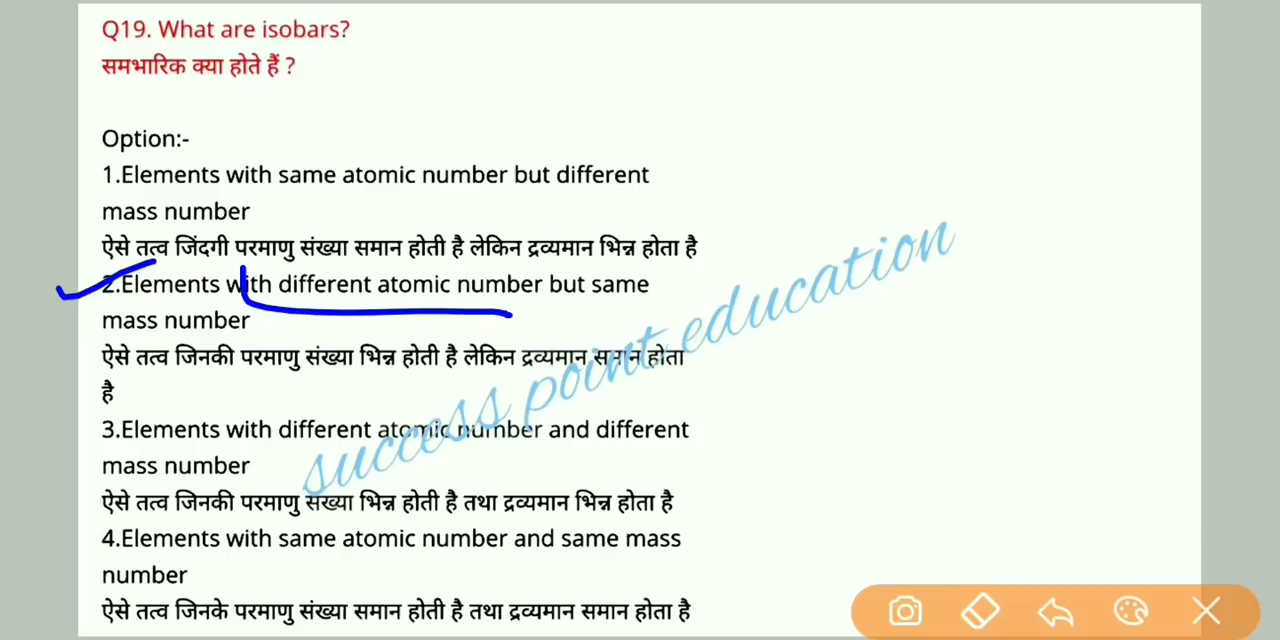 Q19. What are isobars?
समभारिक क्या होते हैं ?
Option:-
1.Elements with same atomic number but different
mass number
ऐसे तत्व जिंदगी परमाणु संख्या समान होती है लेकिन द्रव्यमान भिन्न होता है
2.Elements with different atomic number but same
mass number
ऐसे तत्व जिनकी परमाणु संख्या भिन्न होती है लेकिन द्रव्यमान समान होता
है
3.Elements with different atomic number and different
mass number
ऐसे तत्व जिनकी परमाणु संख्या भिन्न होती है तथा द्रव्यमान भिन्न होता है
4.Elements with same atomic number and same mass
number
ऐसे तत्व जिनके परमाणु संख्या समान होती है तथा द्रव्यमान समान होता है
success point education